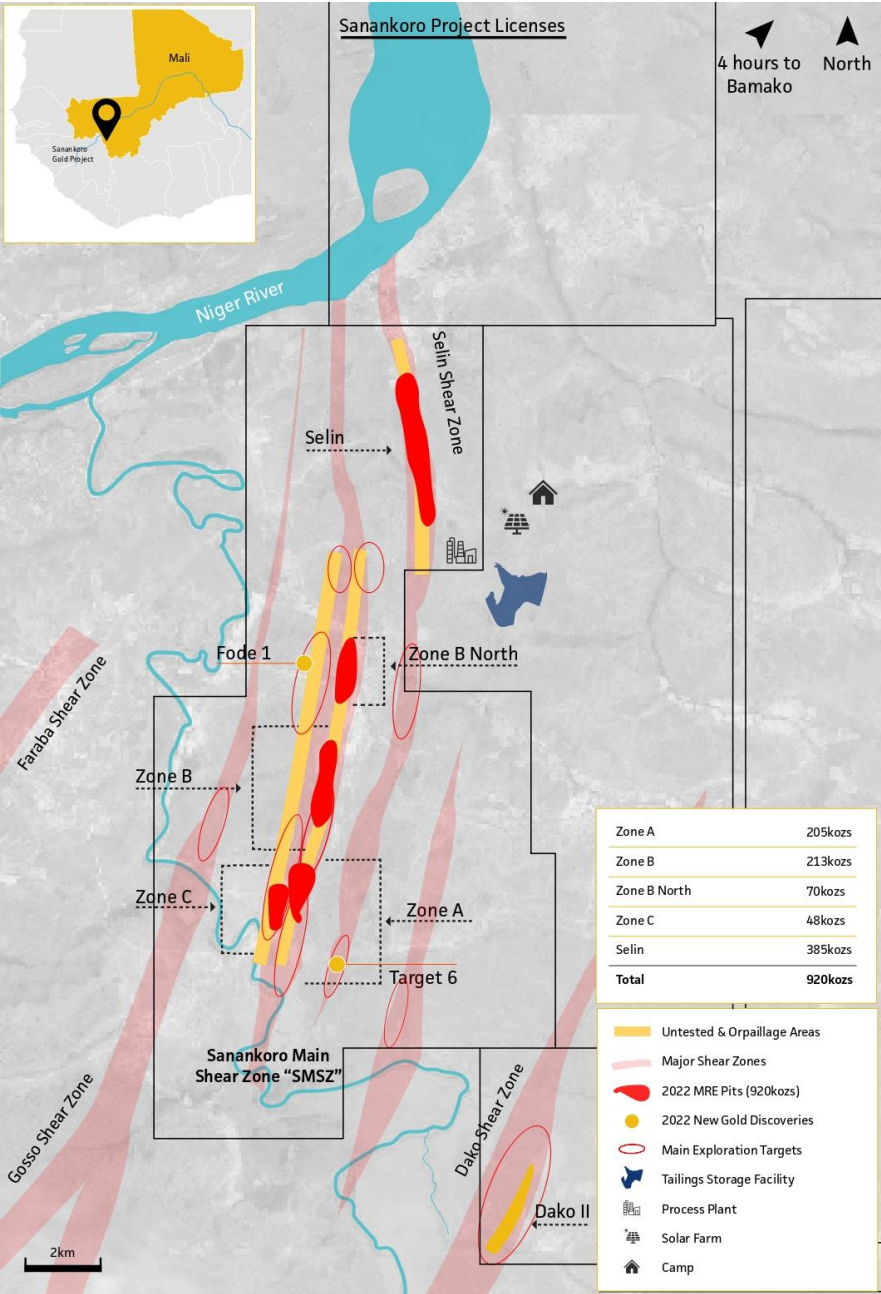 Sanankoro Project Licenses
4 hours to
Bamako
North
Mali
Sanankoro
Gold Project
Niger River
Selin Shear Zone
Selin
Fode 1
Zone B North
Faraba Shear Zone
Zone B
Zone C
Zone A
Target 6
Sanankoro Main
Shear Zone “SMSZ”
Gosso Shear Zone
Dako Shear Zone
Dako II
2km
Zone A 205kozs
Zone B 213kozs
Zone B North 70kozs
Zone C 48kozs
Selin 385kozs
Total 920kozs
Untested & Orpaillage Areas
Major Shear Zones
2022 MRE Pits (920kozs)
2022 New Gold Discoveries
Main Exploration Targets
Tailings Storage Facility
Process Plant
Solar Farm
Camp